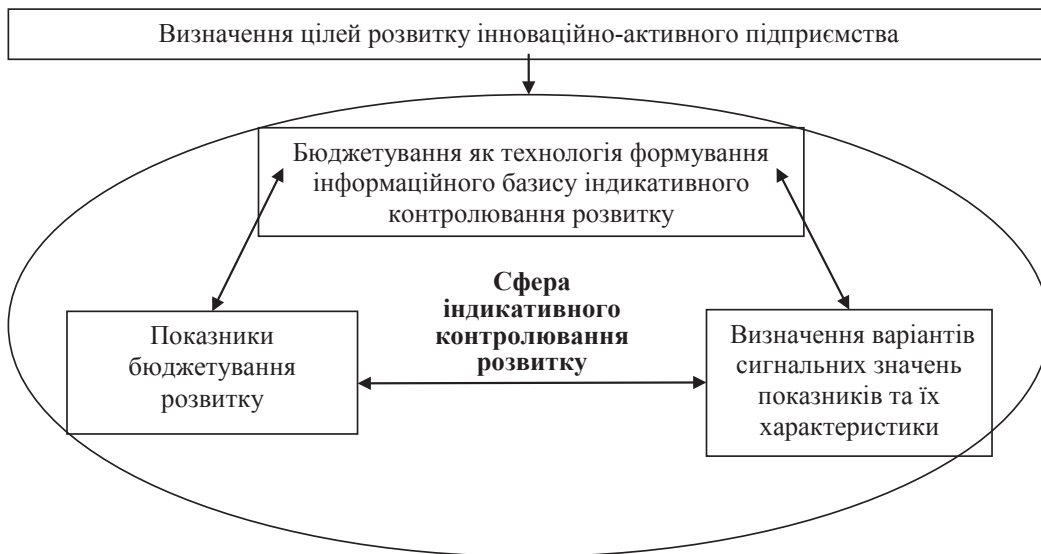 Визначення цілей розвитку інноваційно-активного підприємства
Бюджетування як технологія формування
інформаційного базису індикативного
контролювання розвитку
Сфера
індикативного
контролювання
розвитку
Показники
бюджетування
розвитку
Визначення варіантів
сигнальних значень
показників та їх
характеристики